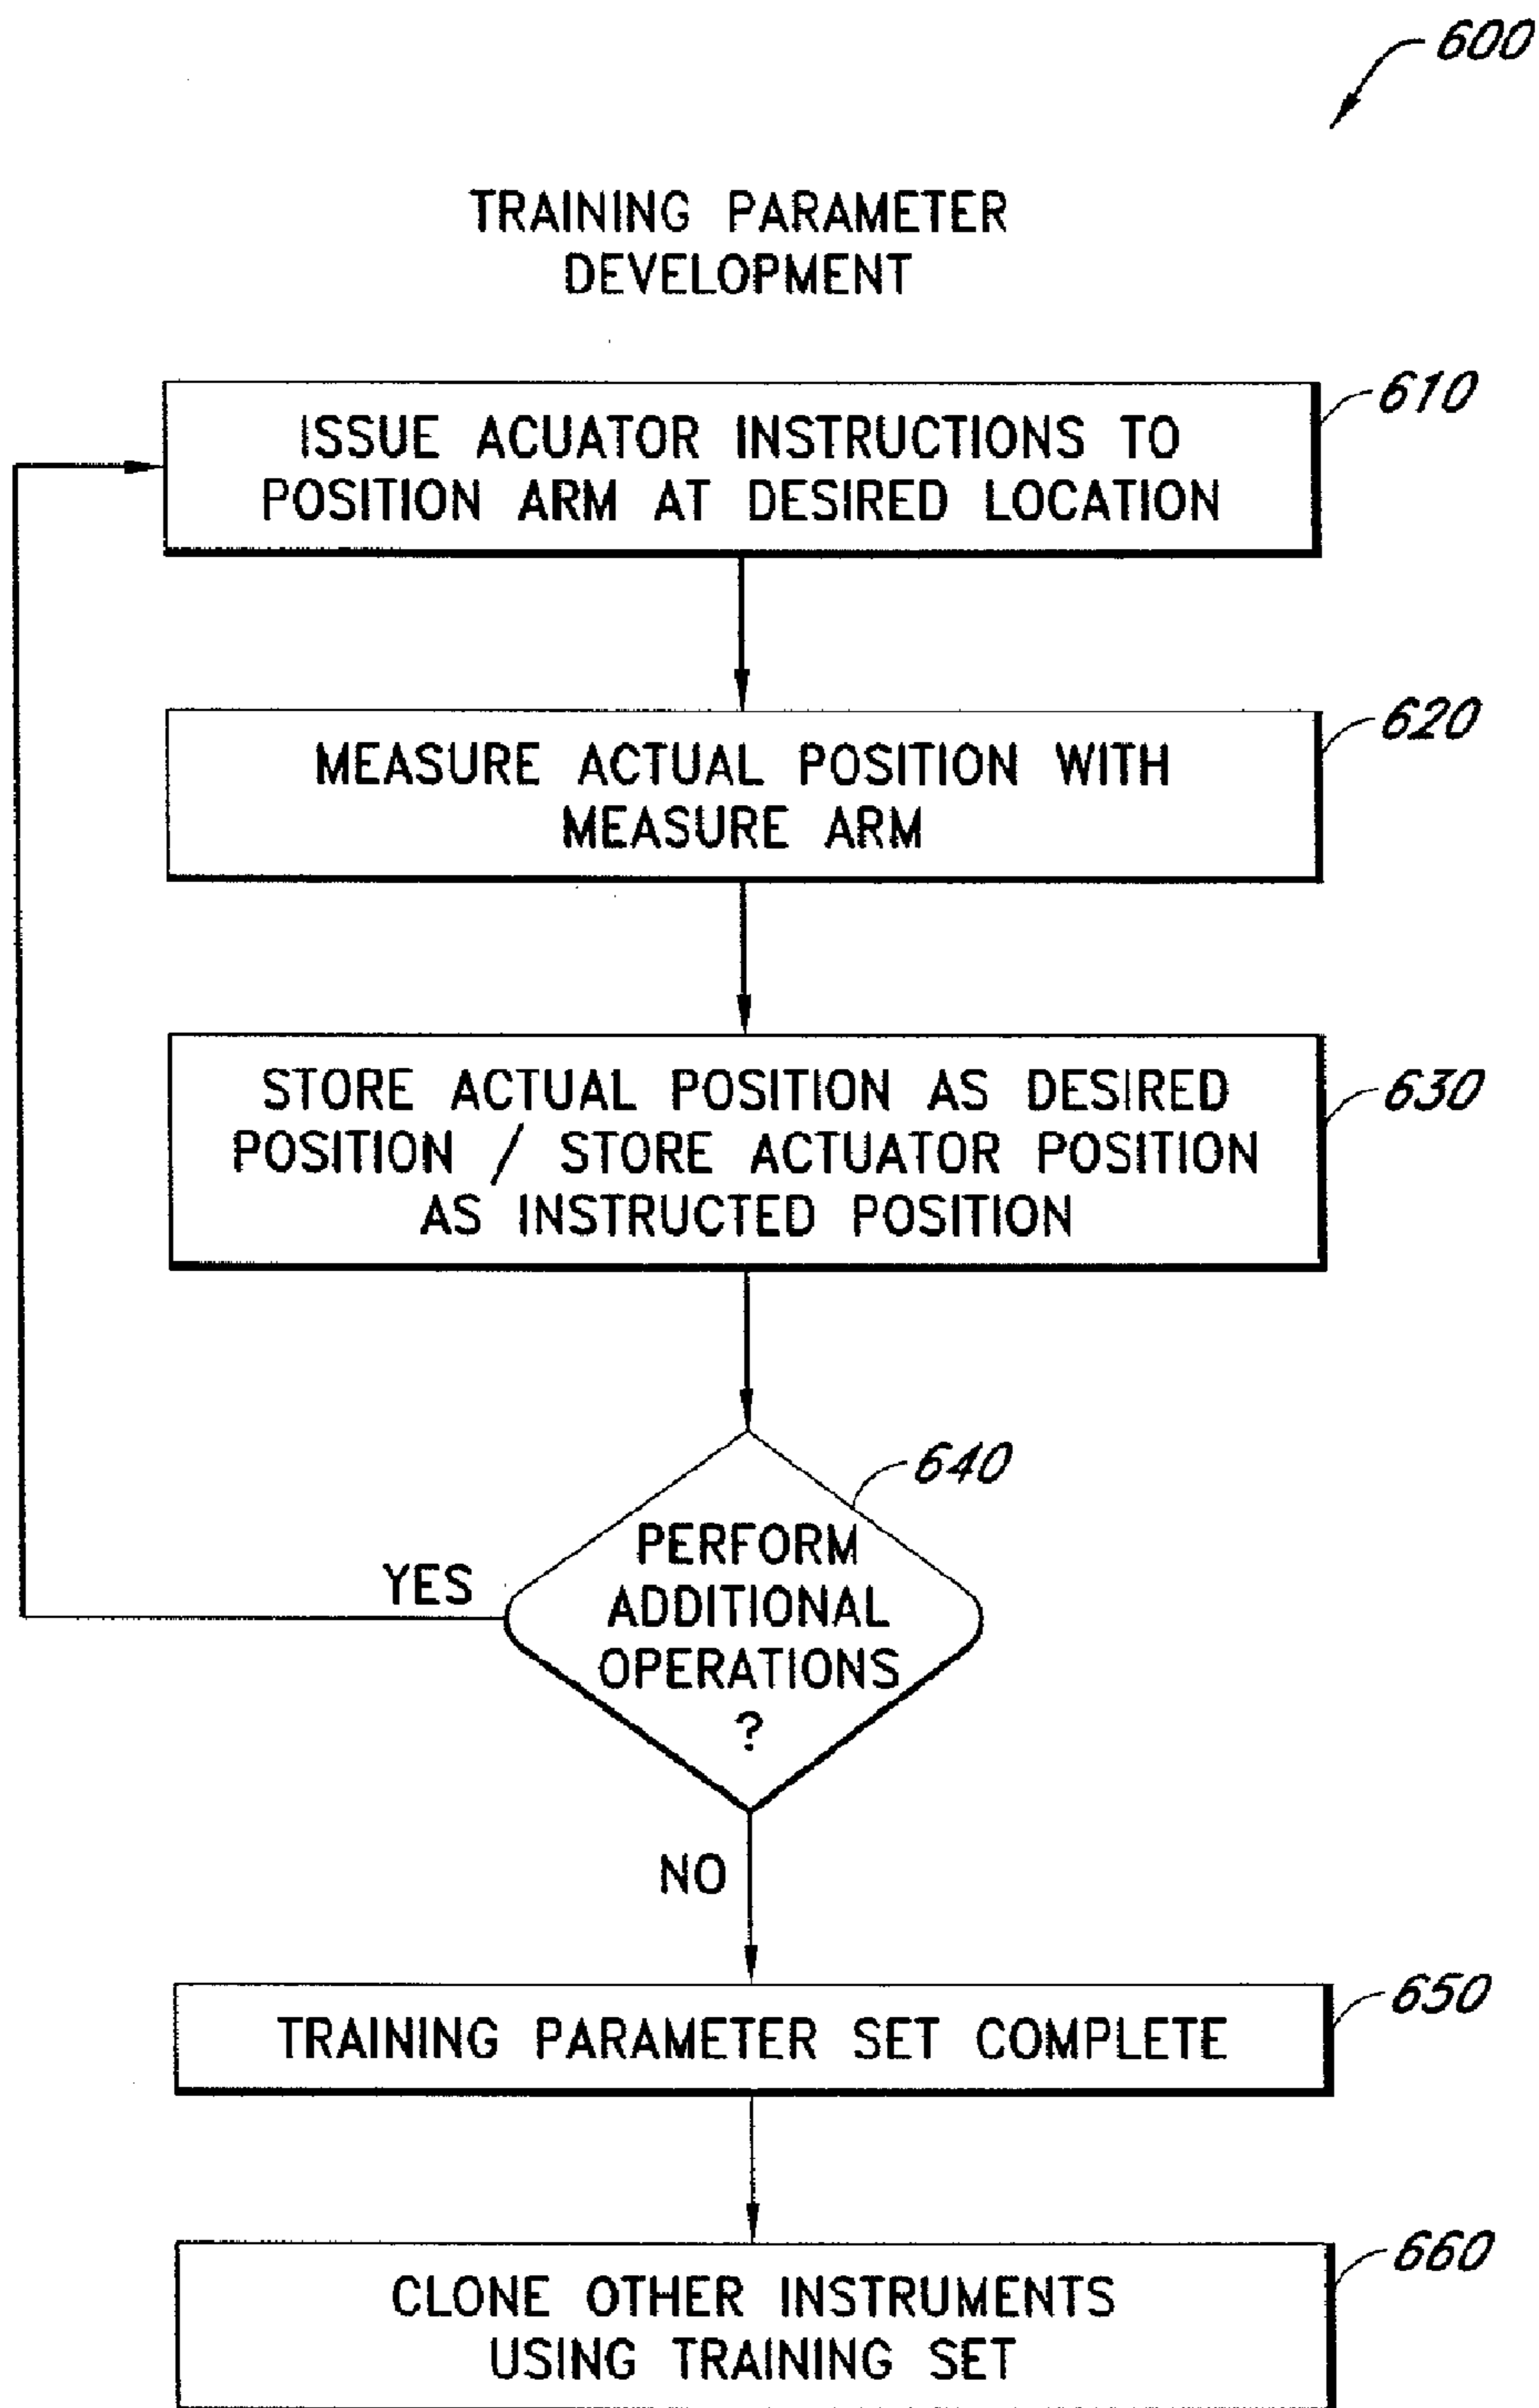 600
TRAINING PARAMETER
DEVELOPMENT
610
ISSUE ACUATOR INSTRUCTIONS TO
POSITION ARM AT DESIRED LOCATION
620
MEASURE ACTUAL POSITION WITH
MEASURE ARM
630
STORE ACTUAL POSITION AS DESIRED
POSITION / STORE ACTUATOR POSITION
AS INSTRUCTED POSITION
640
PERFORM
ADDITIONAL
OPERATIONS
?
YES
NO
650
TRAINING PARAMETER SET COMPLETE
660
CLONE OTHER INSTRUMENTS
USING TRAINING SET